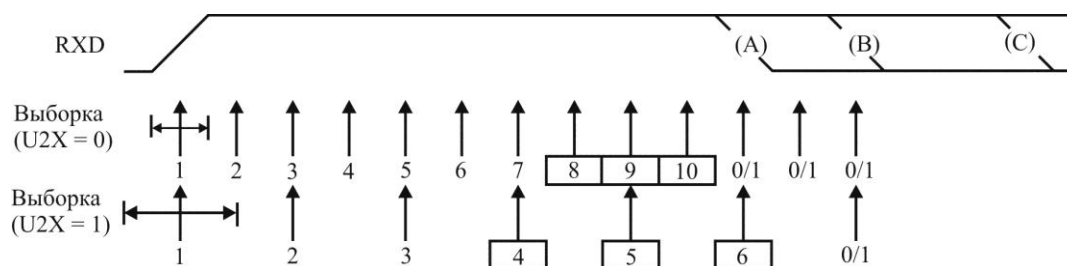 RXD (A) (B) (C)
Выборка
(U2X = 0)
1 2 3 4 5 6 7 8 9 10 0/1 0/1 0/1
Выборка
(U2X = 1)
1 2 3 4 5 6 0/1